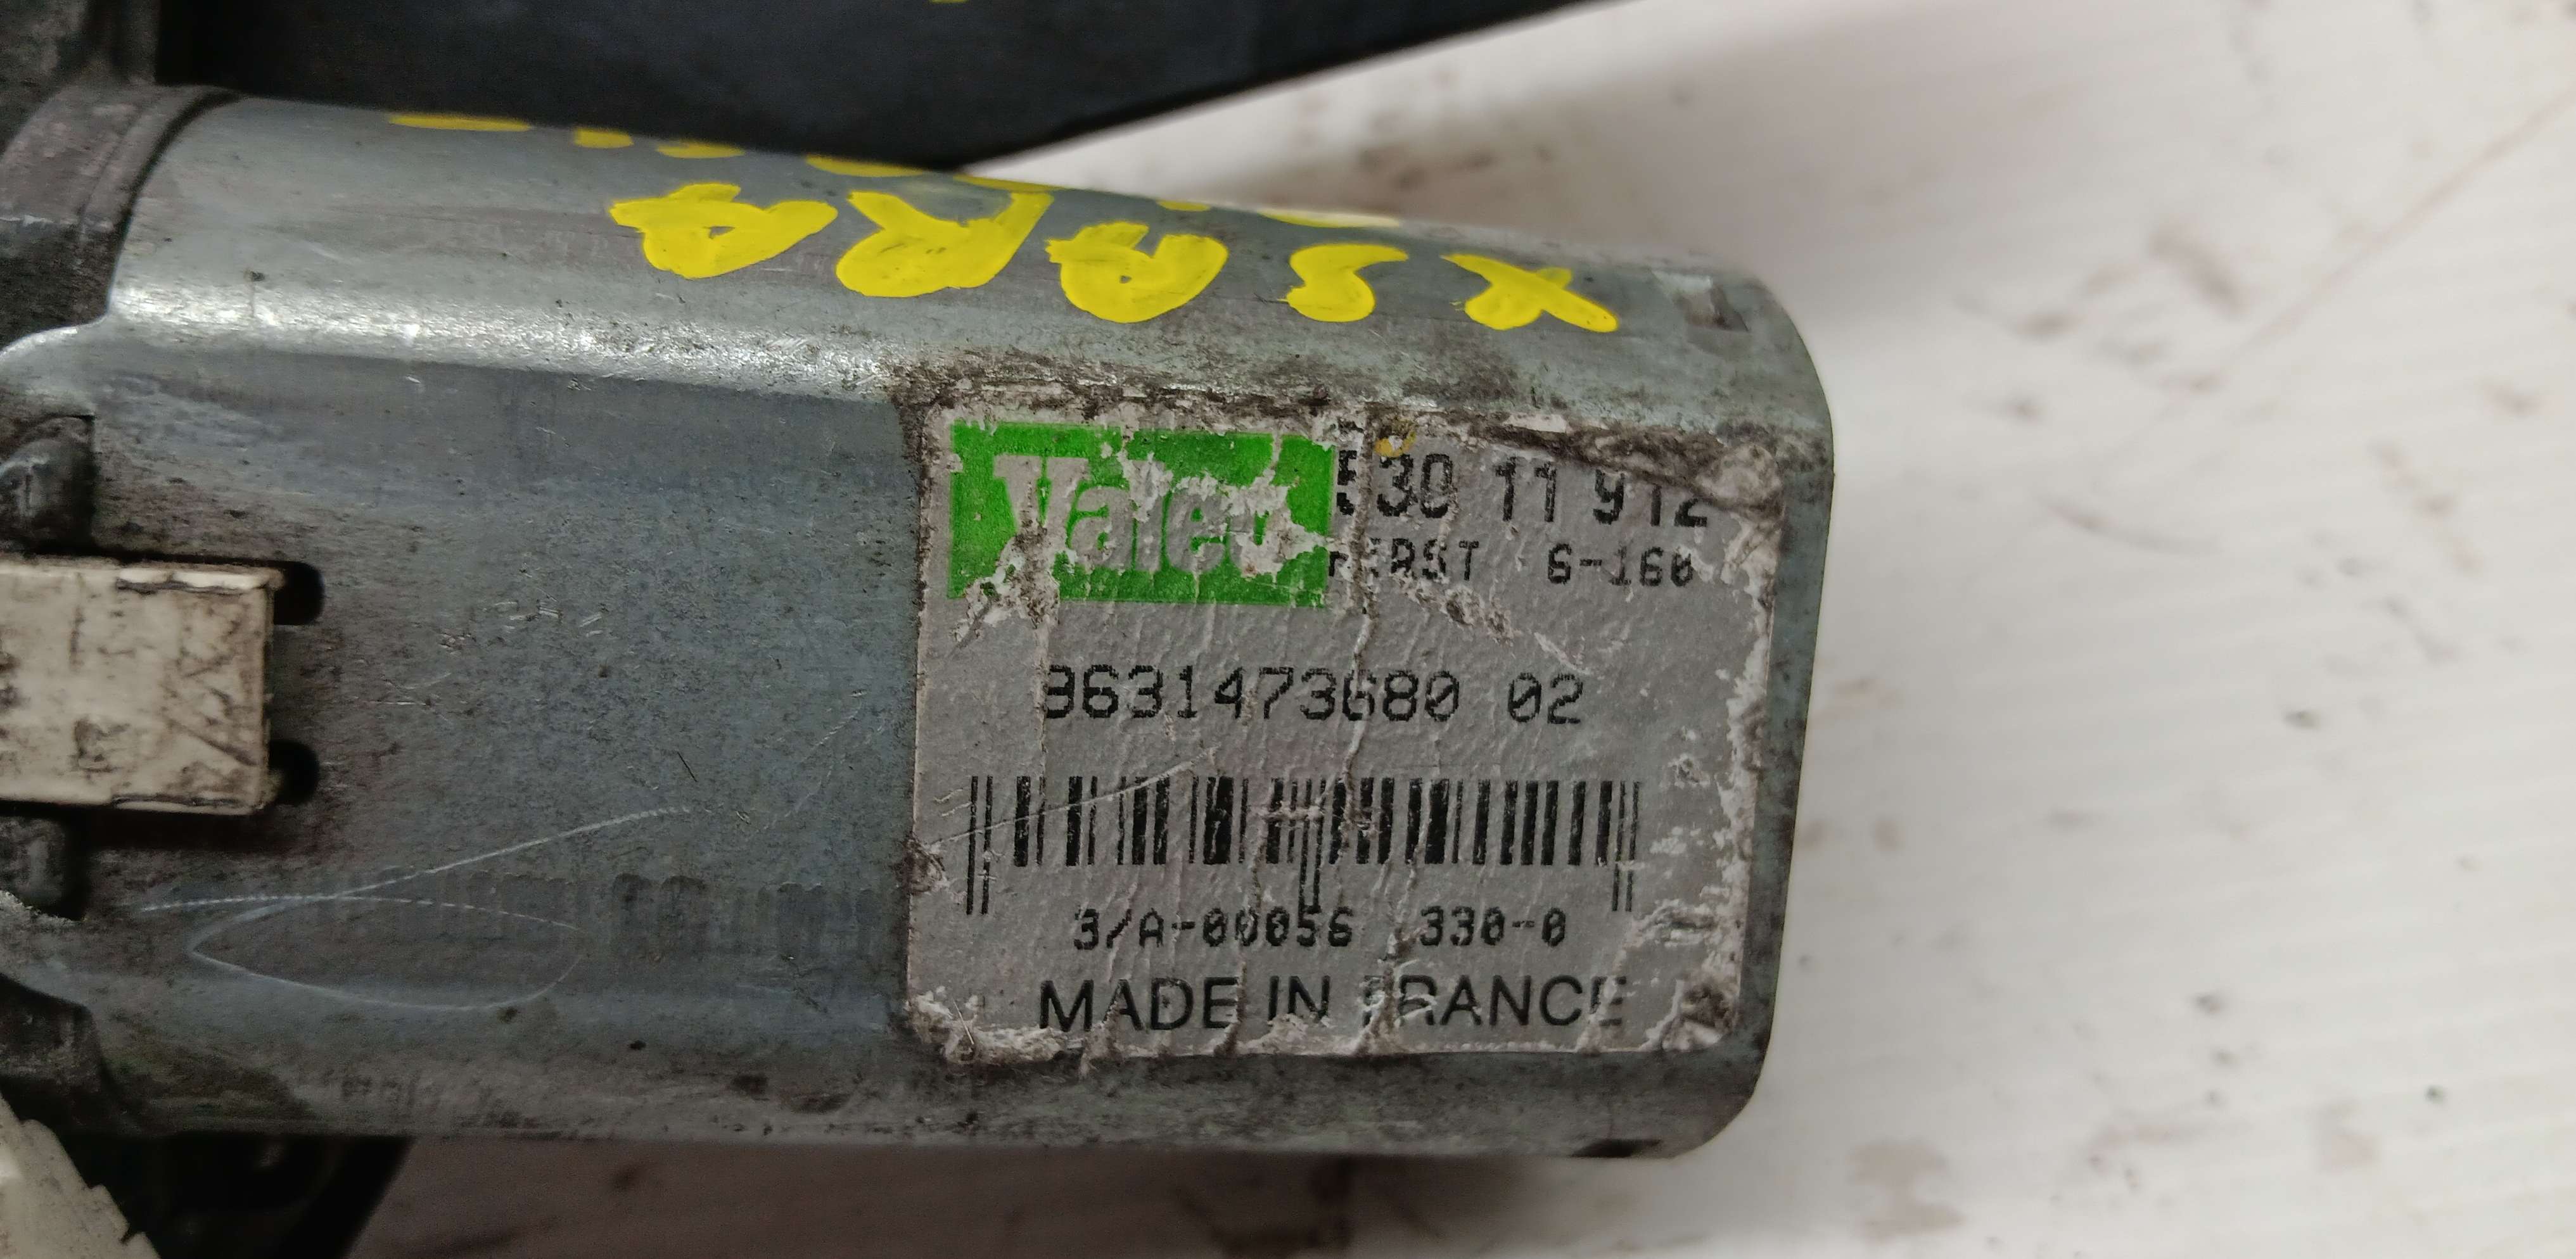 XSARA
Valeo
530 11 912
6-160
9631473680 02
3/A-00056 330-0
MADE IN FRANCE